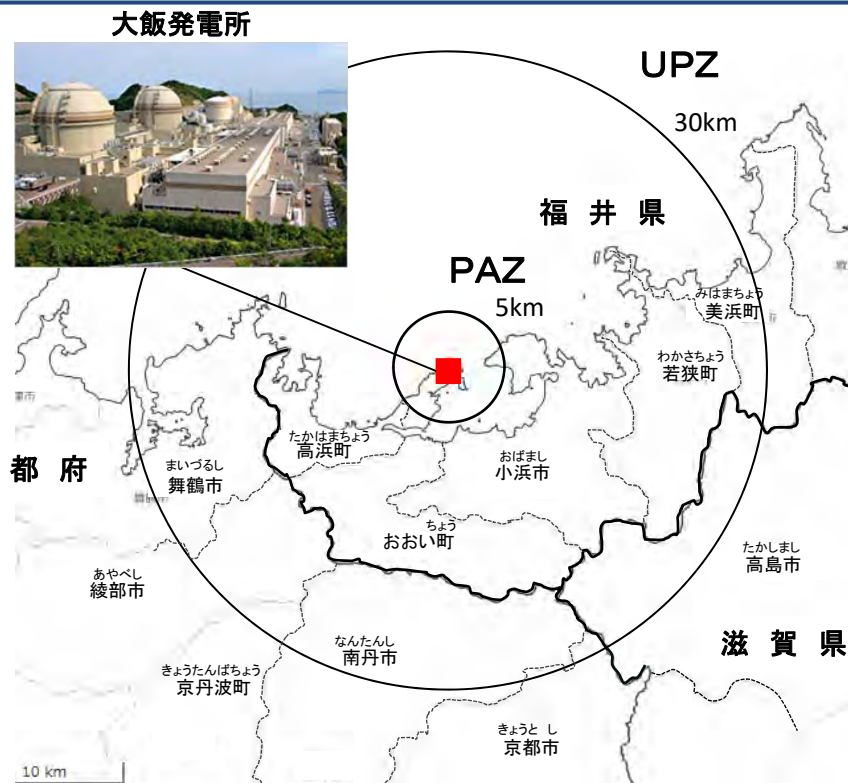 大飯発電所
UPZ
30km
福 井 県
PAZ
5km
みはまちょう
美浜町
わかさちょう
若狭町
たかはまちょう
高浜町
おばまし
小浜市
都 府
まいづるし
舞鶴市
ちょう
おおい町
たかしまし
高島市
あやべし
綾部市
なんたんし
南丹市
滋 賀 県
きょうたんばちょう
京丹波町
きょうと し
京都市
10 km